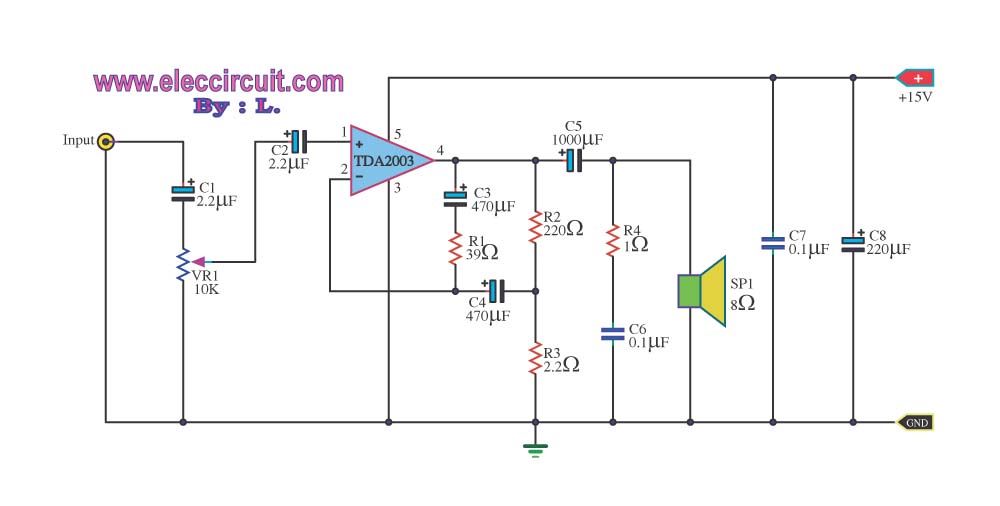 www.eleccircuit.com
By : L.
+
+15V
Input
+
C1
2.2µF
VR1
10K
+
C2
2.2µF
1
2
+
−
TDA2003
5
3
4
+
C3
470µF
R1
39Ω
+
C4
470µF
R2
220Ω
R3
2.2Ω
C5
1000µF
+
R4
1Ω
C6
0.1µF
SP1
8Ω
C7
0.1µF
+
C8
220µF
GND